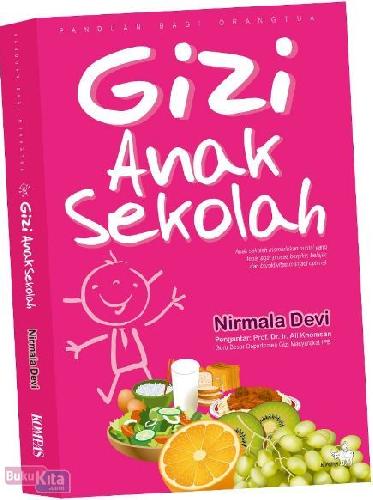 PANDUAN BAGI ORANGTUA
Gizi
Anak
Sekolah
Nirmala Devi
Pengantar: Prof. Dr. Ir. Ali Khomsan
Gizi Anak Sekolah
Nirmala Devi
KOMPAS
BukuKita.com